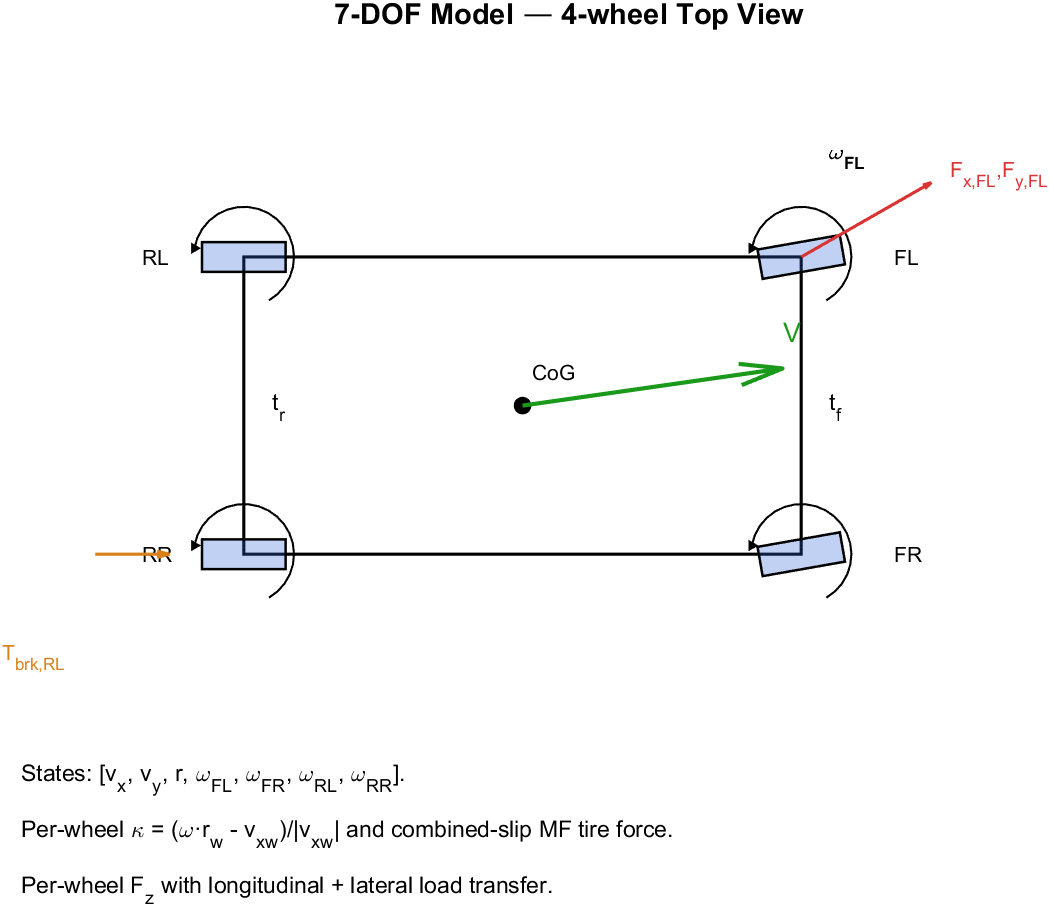 7-DOF Model — 4-wheel Top View
ω_FL
F_x,FL,F_y,FL
RL
FL
V
CoG
t_r
t_f
RR
FR
T_brk,RL
States: [v_x, v_y, r, ω_FL, ω_FR, ω_RL, ω_RR].
Per-wheel κ = (ω·r_w - v_xw)/|v_xw| and combined-slip MF tire force.
Per-wheel F_z with longitudinal + lateral load transfer.